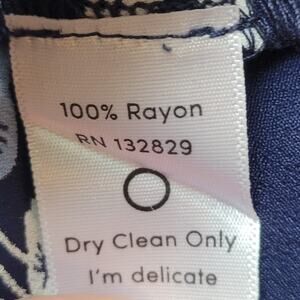 100% Rayon
RN 132829
Dry Clean Only
I'm delicate